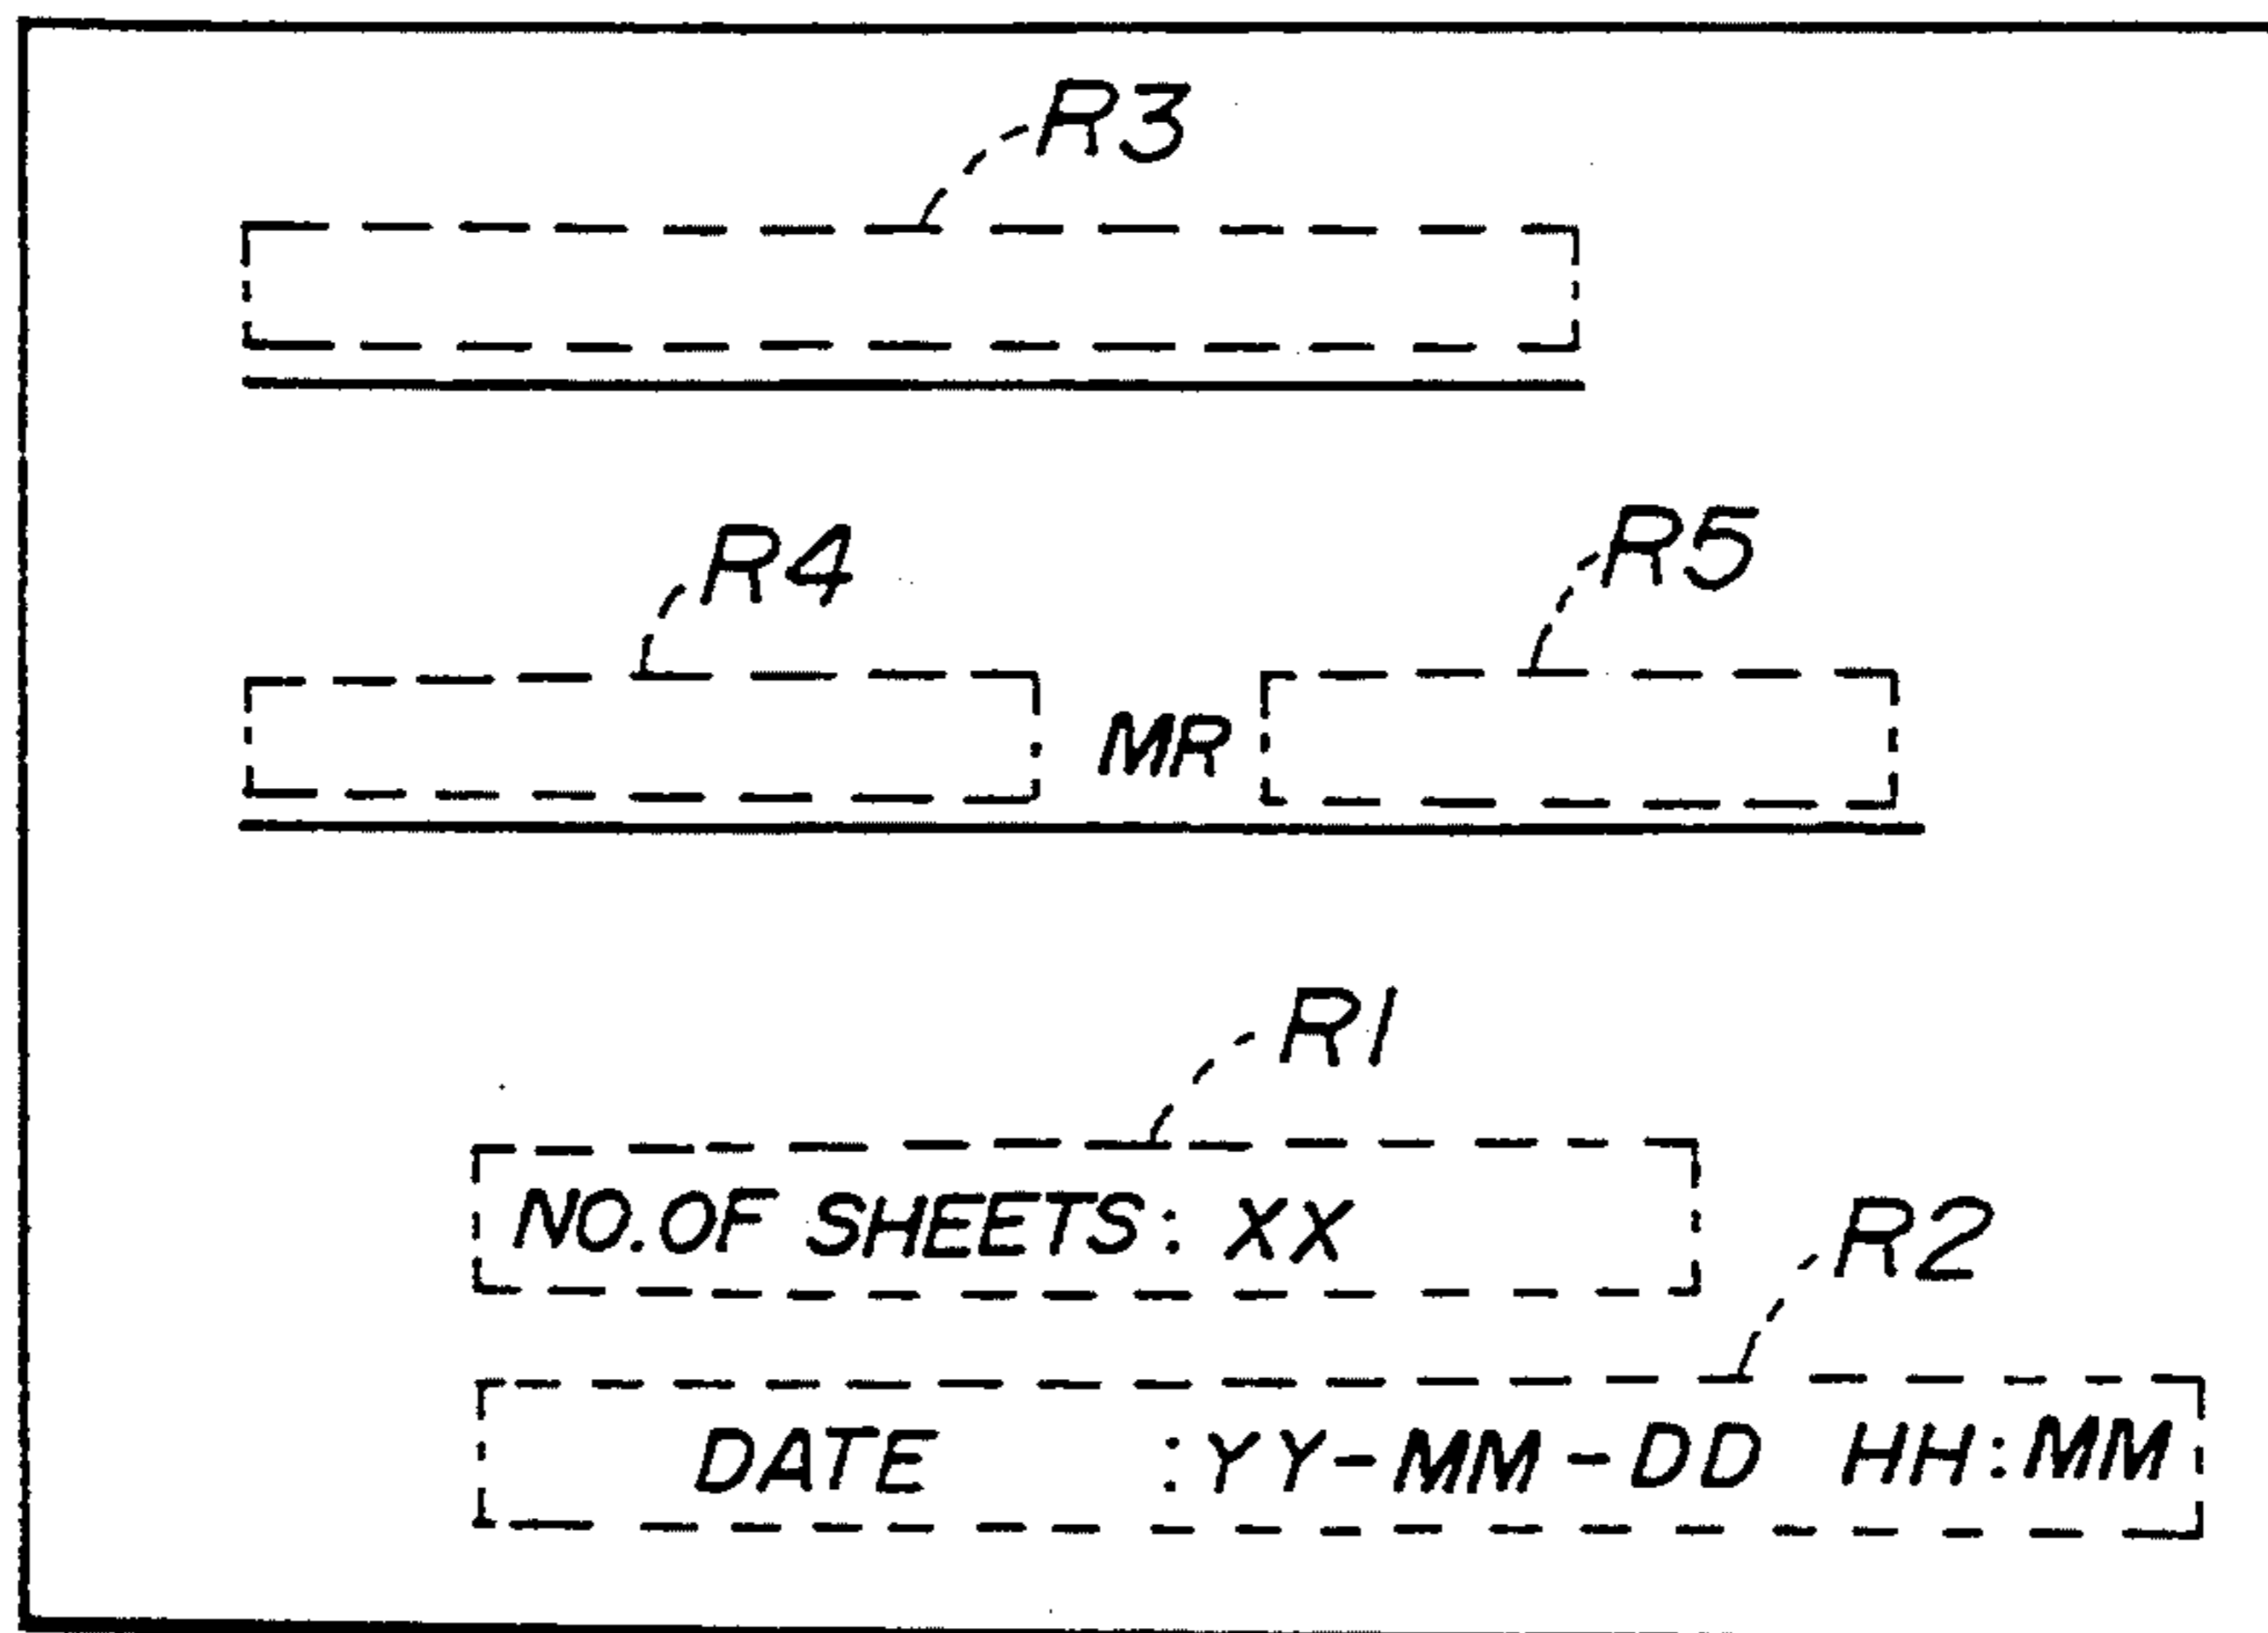 R3
R4 R5
MR
R1
NO. OF SHEETS: XX
R2
DATE :YY-MM-DD HH:MM